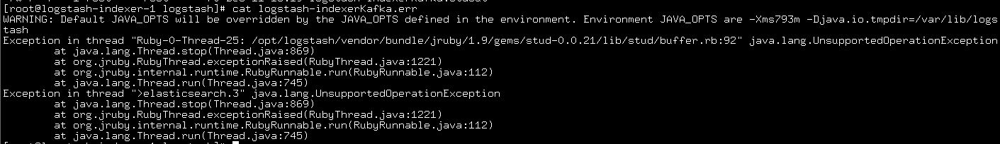 [root@logstash-indexer-1 logstash]# cat logstash-indexerKafka.err
WARNING: Default JAVA_OPTS will be overridden by the JAVA_OPTS defined in the environment. Environment JAVA_OPTS are -Xms793m -Djava.io.tmpdir=/var/lib/logs
tash
Exception in thread "Ruby-0-Thread-25: /opt/logstash/vendor/bundle/jruby/1.9/gems/stud-0.0.21/lib/stud/buffer.rb:92" java.lang.UnsupportedOperationException
at java.lang.Thread.stop(Thread.java:869)
at org.jruby.RubyThread.exceptionRaised(RubyThread.java:1221)
at org.jruby.internal.runtime.RubyRunnable.run(RubyRunnable.java:112)
at java.lang.Thread.run(Thread.java:745)
Exception in thread ">elasticsearch.3" java.lang.UnsupportedOperationException
at java.lang.Thread.stop(Thread.java:869)
at org.jruby.RubyThread.exceptionRaised(RubyThread.java:1221)
at org.jruby.internal.runtime.RubyRunnable.run(RubyRunnable.java:112)
at java.lang.Thread.run(Thread.java:745)